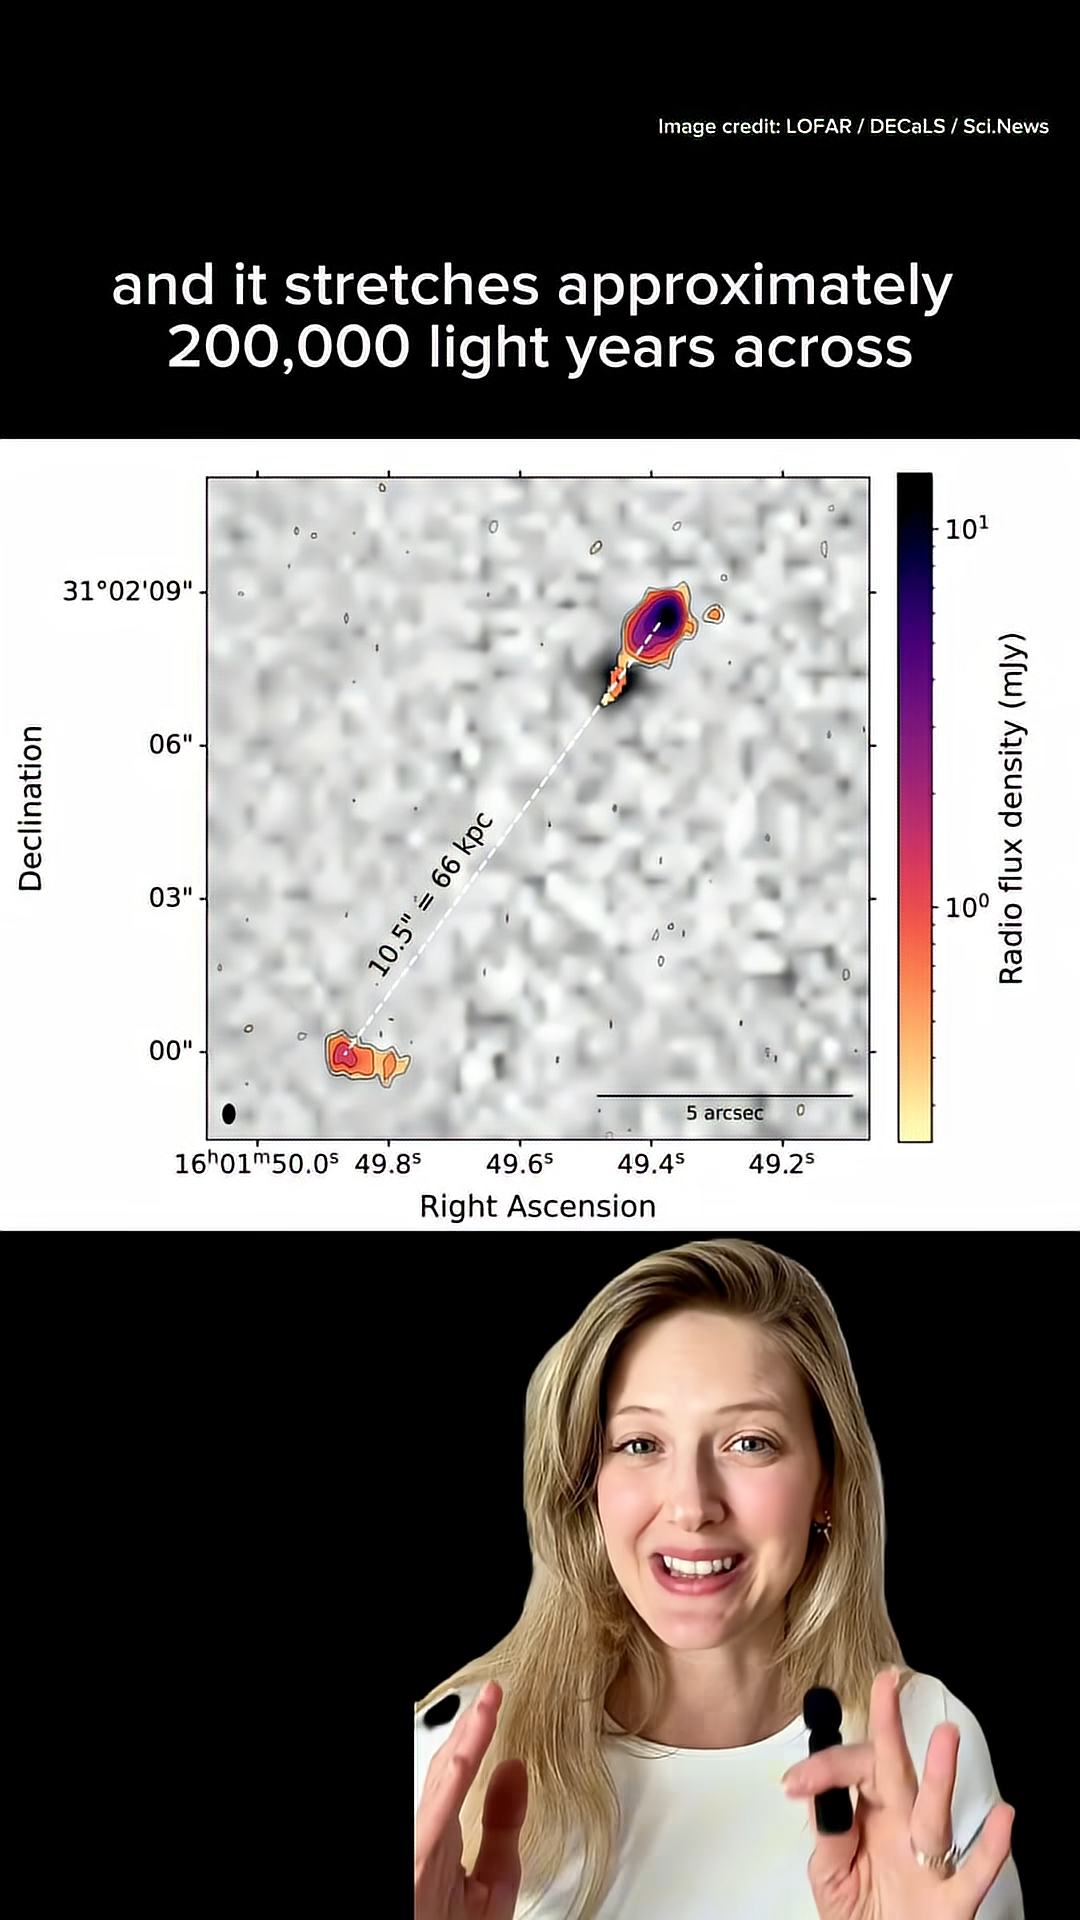 Image credit: LOFAR / DECaLS / Sci.News
and it stretches approximately
200,000 light years across
10¹
31°02'09"
06"
Declination
10.5" = 66 kpc
03"
10⁰
Radio flux density (mJy)
00"
5 arcsec
16ʰ01ᵐ50.0ˢ 49.8ˢ 49.6ˢ 49.4ˢ 49.2ˢ
Right Ascension